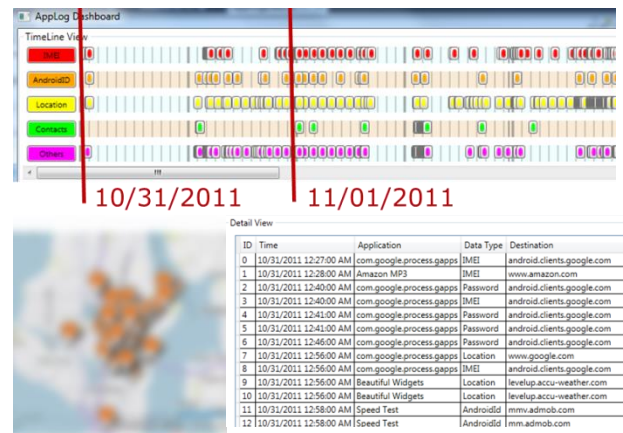 AppLog Dashboard
TimeLine View
IMEI
AndroidID
Location
Contacts
Others
10/31/2011 11/01/2011
Detail View
ID Time Application Data Type Destination
0 10/31/2011 12:27:00 AM com.google.process.gapps IMEI android.clients.google.com
1 10/31/2011 12:28:00 AM Amazon MP3 IMEI www.amazon.com
2 10/31/2011 12:40:00 AM com.google.process.gapps Password android.clients.google.com
3 10/31/2011 12:40:00 AM com.google.process.gapps IMEI android.clients.google.com
4 10/31/2011 12:41:00 AM com.google.process.gapps Password android.clients.google.com
5 10/31/2011 12:41:00 AM com.google.process.gapps Password android.clients.google.com
6 10/31/2011 12:46:00 AM com.google.process.gapps Password android.clients.google.com
7 10/31/2011 12:56:00 AM com.google.process.gapps Location www.google.com
8 10/31/2011 12:56:00 AM com.google.process.gapps IMEI android.clients.google.com
9 10/31/2011 12:56:00 AM Beautiful Widgets Location levelup.accu-weather.com
10 10/31/2011 12:56:00 AM Beautiful Widgets Location levelup.accu-weather.com
11 10/31/2011 12:58:00 AM Speed Test AndroidId mmv.admob.com
12 10/31/2011 12:58:00 AM Speed Test AndroidId mm.admob.com